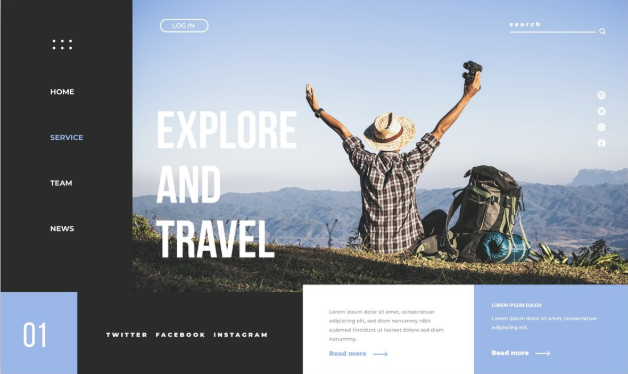 LOG IN
search
HOME
SERVICE
TEAM
NEWS
EXPLORE
AND
TRAVEL
01
TWITTER FACEBOOK INSTAGRAM
Lorem ipsum dolor sit amet, consectetuer
adipiscing elit, sed diam nonummy nibh
euismod tincidunt ut laoreet dolore sed diam
nonummy.
Read more
LOREM IPSUM DOLOR
Lorem ipsum dolor sit amet, consectetuer
adipiscing elit.
Read more